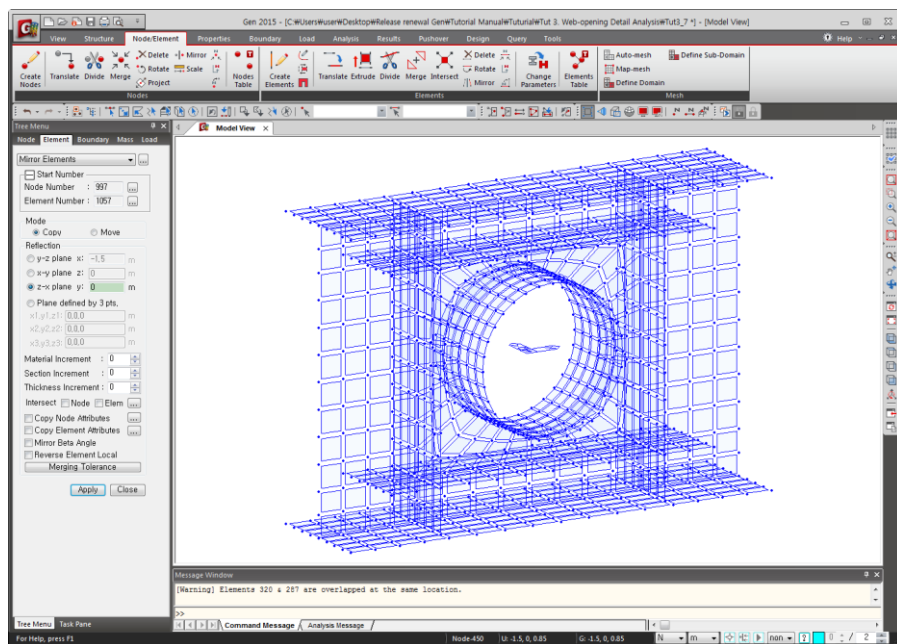 Gen 2015 - [C:₩Users₩user₩Desktop₩Release renewal Gen₩Tutorial Manual₩Tuturial₩Tut 3. Web-opening Detail Analysis₩Tut3_7 *] - [Model View]
View Structure Node/Element Properties Boundary Load Analysis Results Pushover Design Query Tools Help
Create Nodes Translate Divide Merge Delete Rotate Project Mirror Scale Nodes Table
Create Elements Translate Extrude Divide Merge Intersect Delete Rotate Mirror Change Parameters Elements Table
Auto-mesh Map-mesh Define Domain Define Sub-Domain
Nodes Elements Mesh
Tree Menu
Model View
Node Element Boundary Mass Load
Mirror Elements
Start Number
Node Number : 997
Element Number : 1057
Mode
Copy Move
Reflection
y-z plane x: -1.5 m
x-y plane z: 0 m
z-x plane y: 0 m
Plane defined by 3 pts.
x1,y1,z1: 0,0,0 m
x2,y2,z2: 0,0,0 m
x3,y3,z3: 0,0,0 m
Material Increment : 0
Section Increment : 0
Thickness Increment : 0
Intersect Node Elem
Copy Node Attributes
Copy Element Attributes
Mirror Beta Angle
Reverse Element Local
Merging Tolerance
Apply Close
Message Window
[Warning] Elements 320 & 287 are overlapped at the same location.
>>
Tree Menu Task Pane
Command Message Analysis Message
For Help, press F1
Node-450 U: -1.5, 0, 0.85 G: -1.5, 0, 0.85 N m non ? 0 / 2